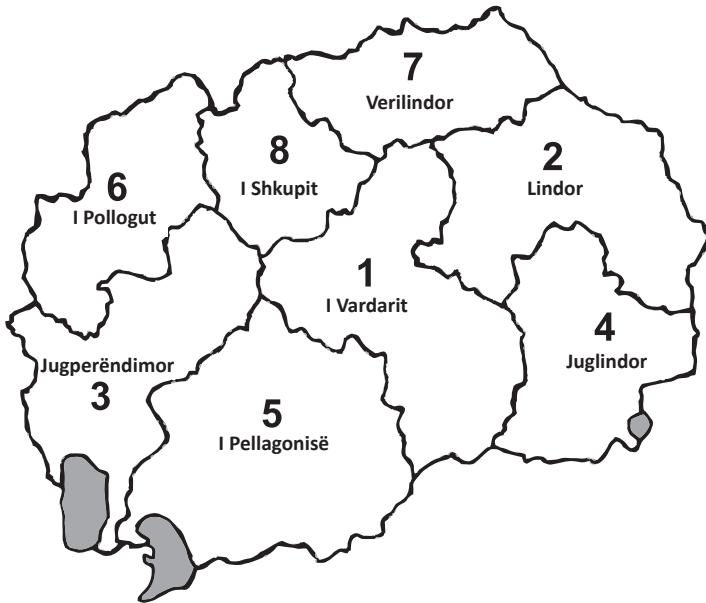 7
Verilindor
8
I Shkupit
2
Lindor
6
I Pollogut
1
I Vardarit
4
Juglindor
Jugperëndimor
3
5
I Pellagonisë